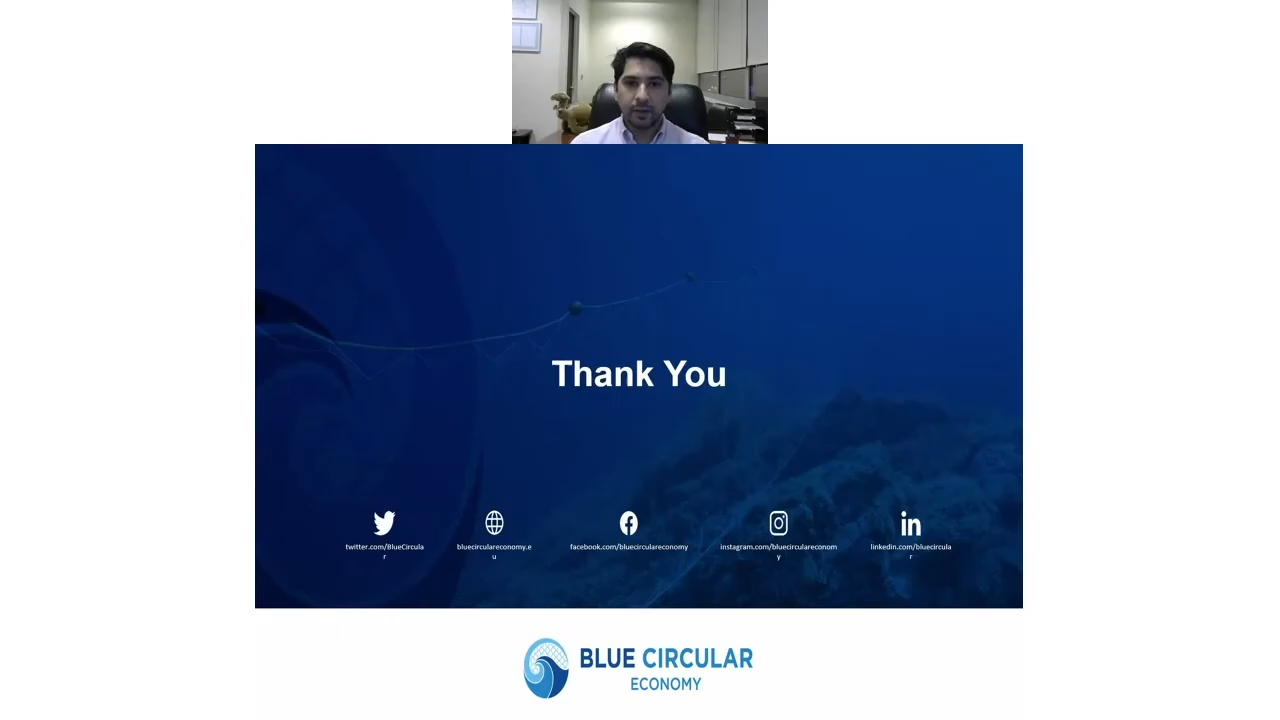 Thank You
twitter.com/BlueCircula
r
bluecirculareconomy.e
u
facebook.com/bluecirculareconomy
instagram.com/bluecirculareconom
y
linkedin.com/bluecircula
r
BLUE CIRCULAR
ECONOMY